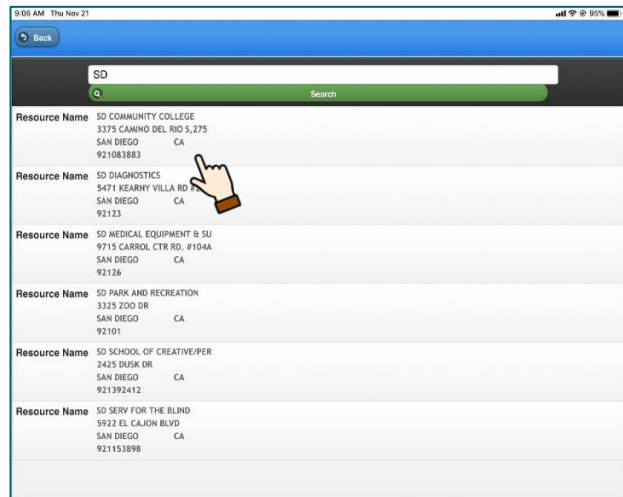 9:06 AM Thu Nov 21 95%
Back
SD
Search
Resource Name SD COMMUNITY COLLEGE
3375 CAMINO DEL RIO S,275
SAN DIEGO CA
921083883
Resource Name SD DIAGNOSTICS
5471 KEARNY VILLA RD
SAN DIEGO CA
92123
Resource Name SD MEDICAL EQUIPMENT & SU
9715 CARROL CTR RD. #104A
SAN DIEGO CA
92126
Resource Name SD PARK AND RECREATION
3325 ZOO DR
SAN DIEGO CA
92101
Resource Name SD SCHOOL OF CREATIVE/PER
2425 DUSK DR
SAN DIEGO CA
921392412
Resource Name SD SERV FOR THE BLIND
5922 EL CAJON BLVD
SAN DIEGO CA
921153898